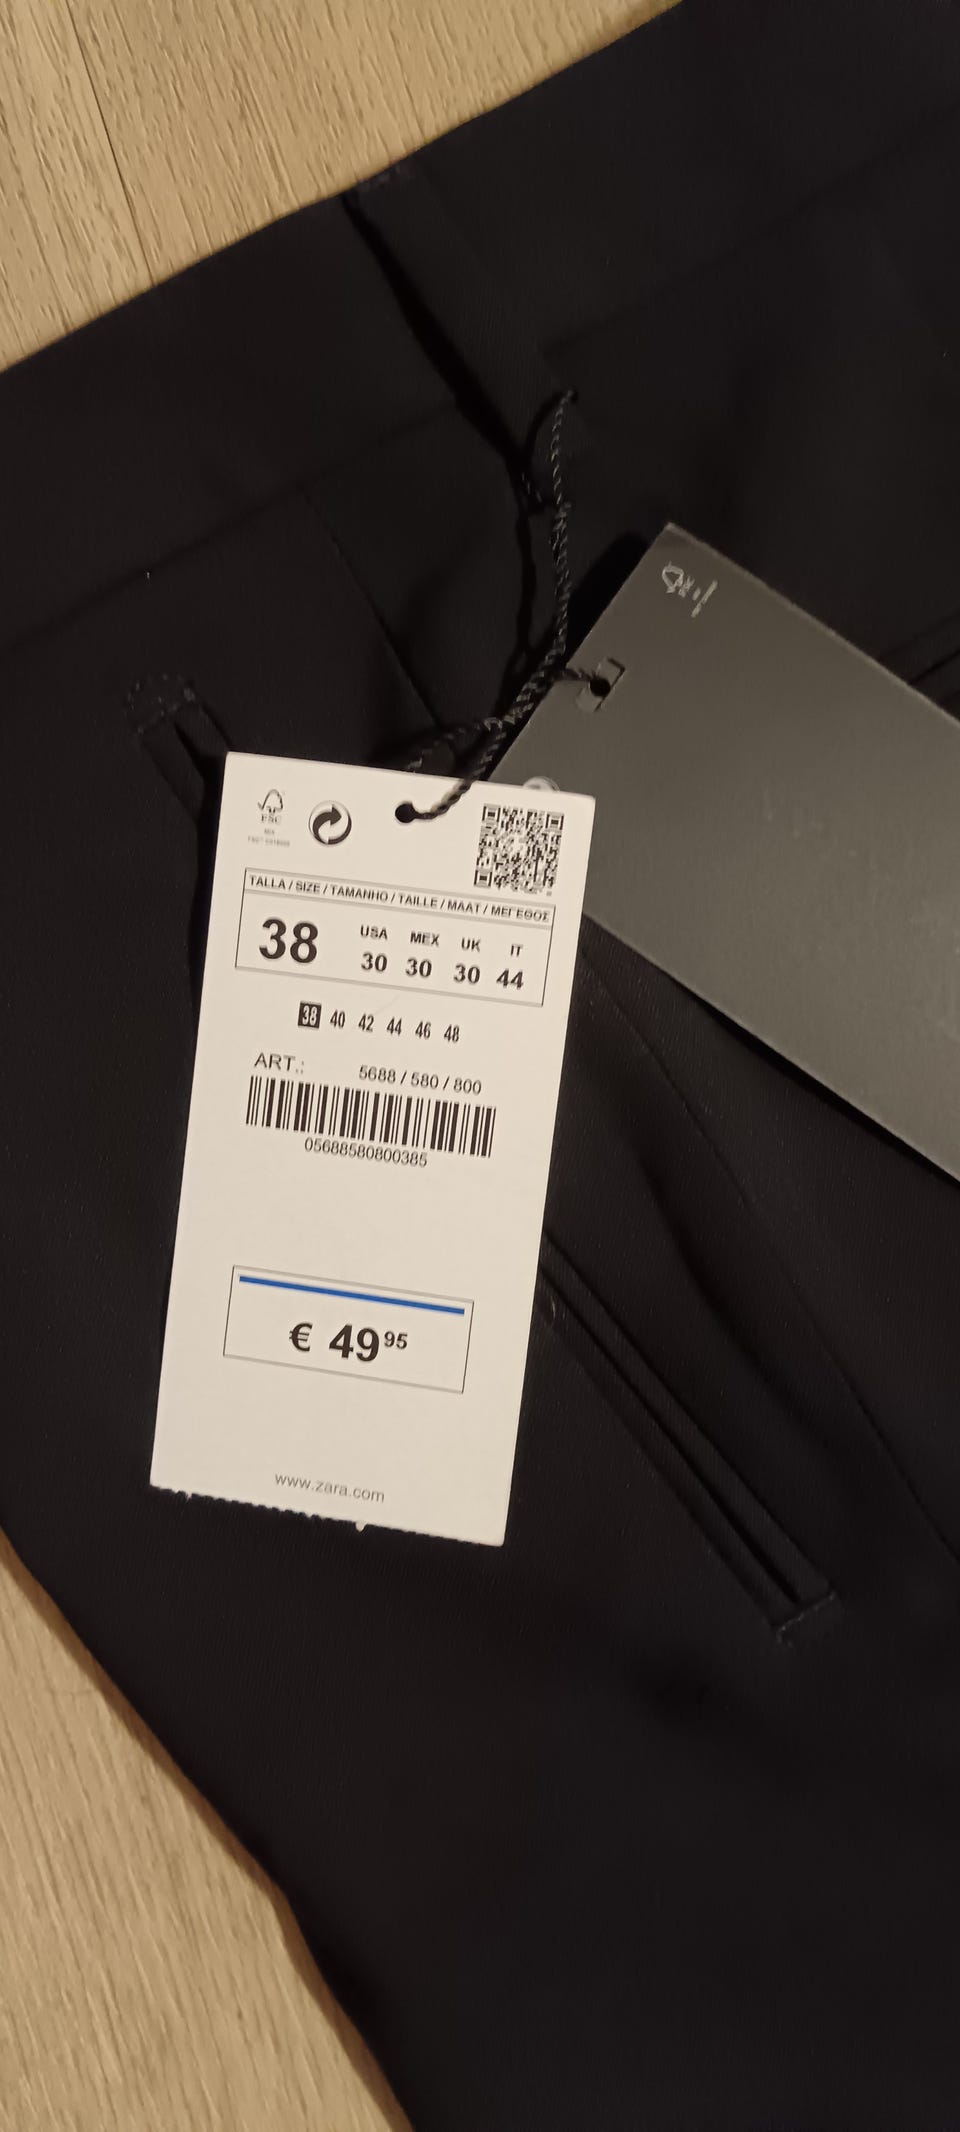 FSC
TALLA / SIZE / TAMANHO / TAILLE / MAAT / ΜΕΓΕΘΟΣ
38 USA 30 MEX 30 UK 30 IT 44
38 40 42 44 46 48
ART.: 5688 / 580 / 800
05688580800385
€ 49 95
www.zara.com
FSC